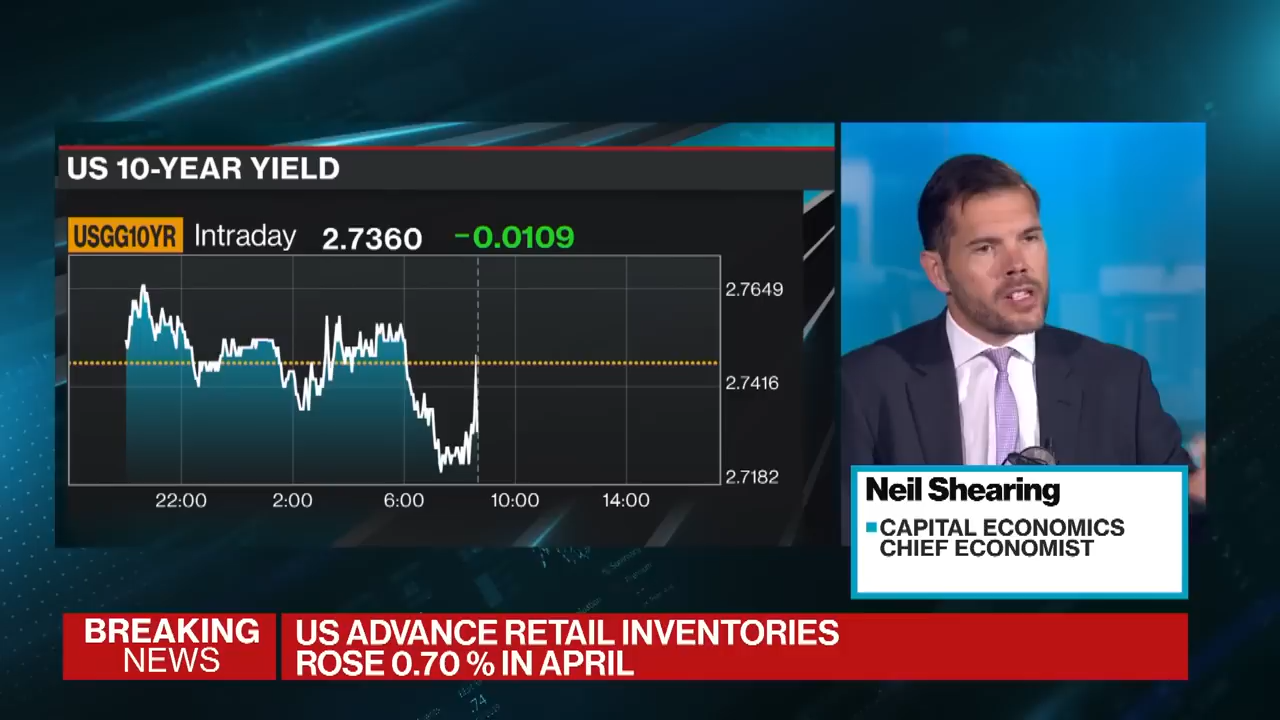 US 10-YEAR YIELD
USGG10YR Intraday 2.7360 -0.0109
2.7649
2.7416
2.7182
22:00 2:00 6:00 10:00 14:00
Neil Shearing
CAPITAL ECONOMICS
CHIEF ECONOMIST
BREAKING
NEWS
US ADVANCE RETAIL INVENTORIES
ROSE 0.70 % IN APRIL